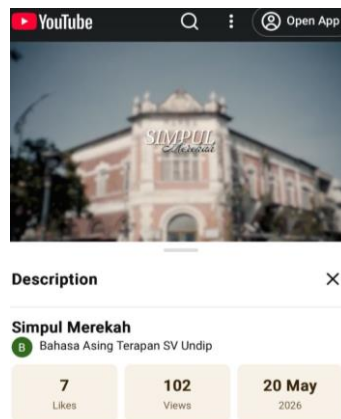 YouTube
Open App
SIMPUL
Merekah
Description
Simpul Merekah
B
Bahasa Asing Terapan SV Undip
7
102
20 May
Likes
Views
2026